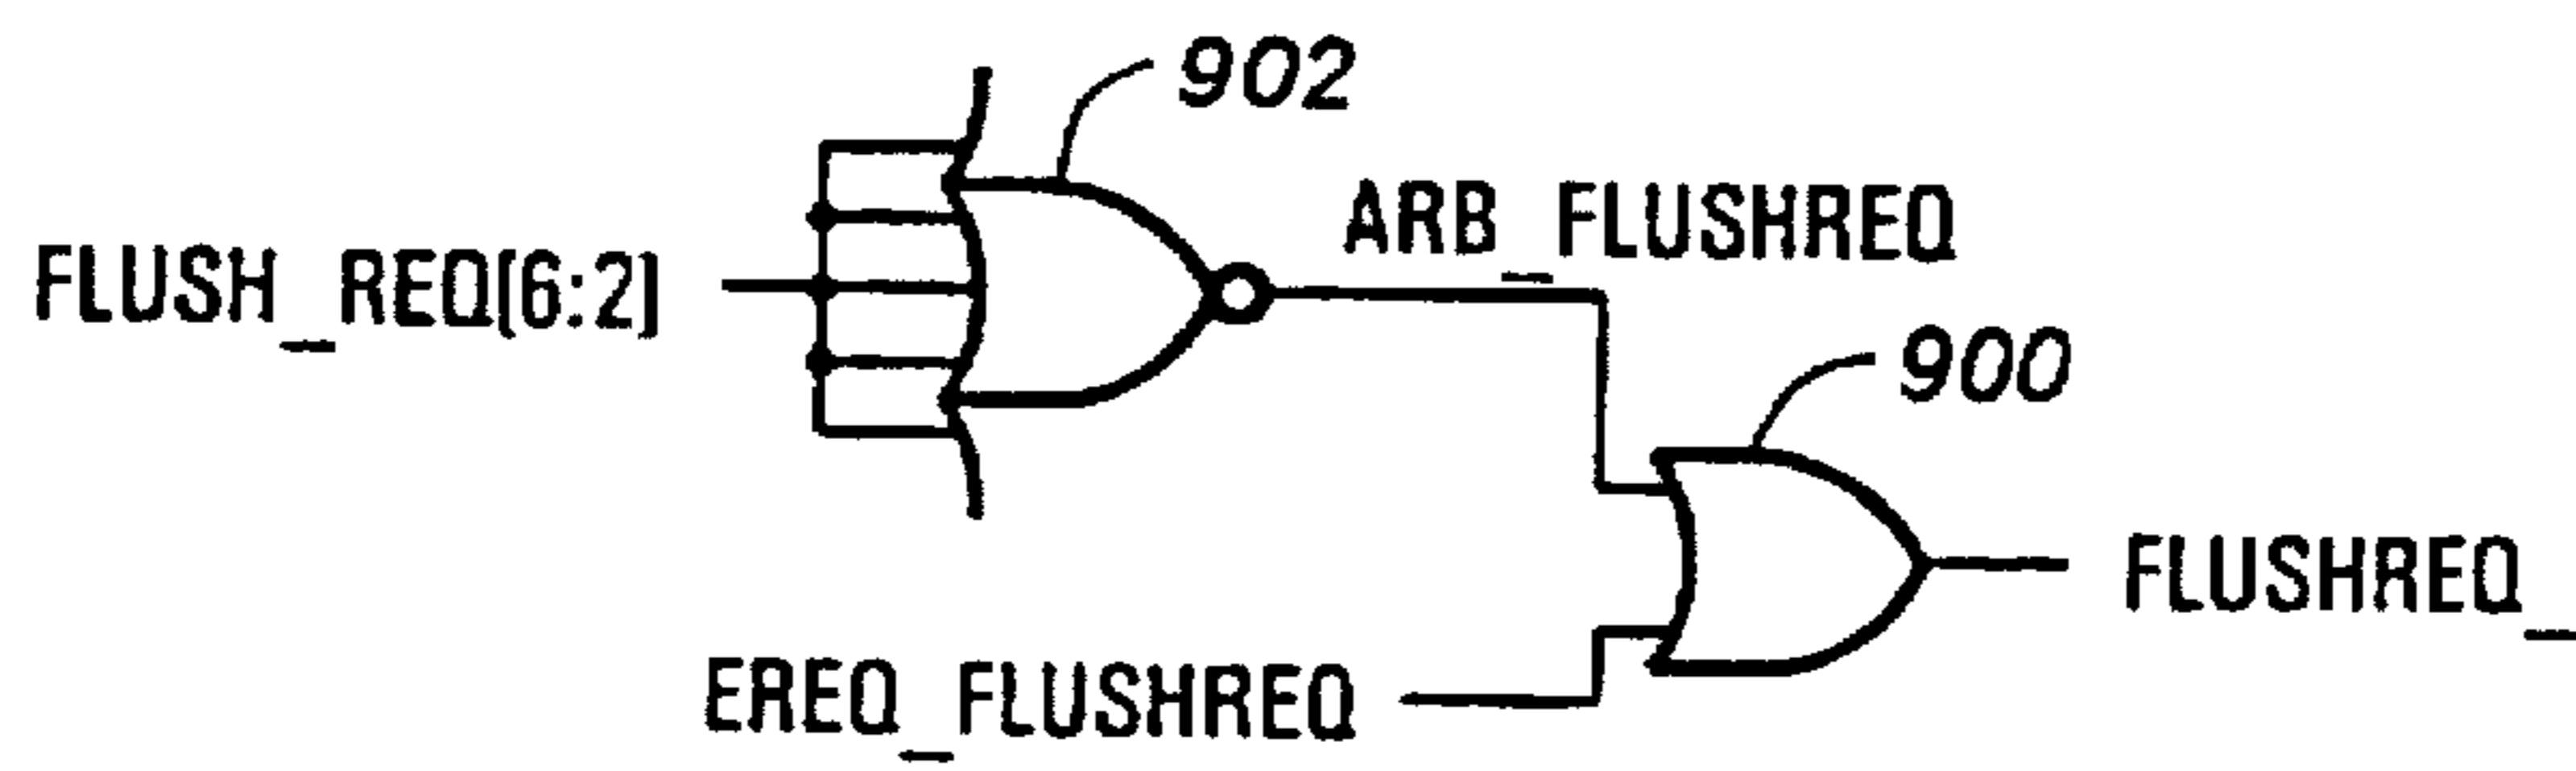 902
ARB_FLUSHREQ
FLUSH_REQ[6:2]
900
FLUSHREQ_
EREQ_FLUSHREQ